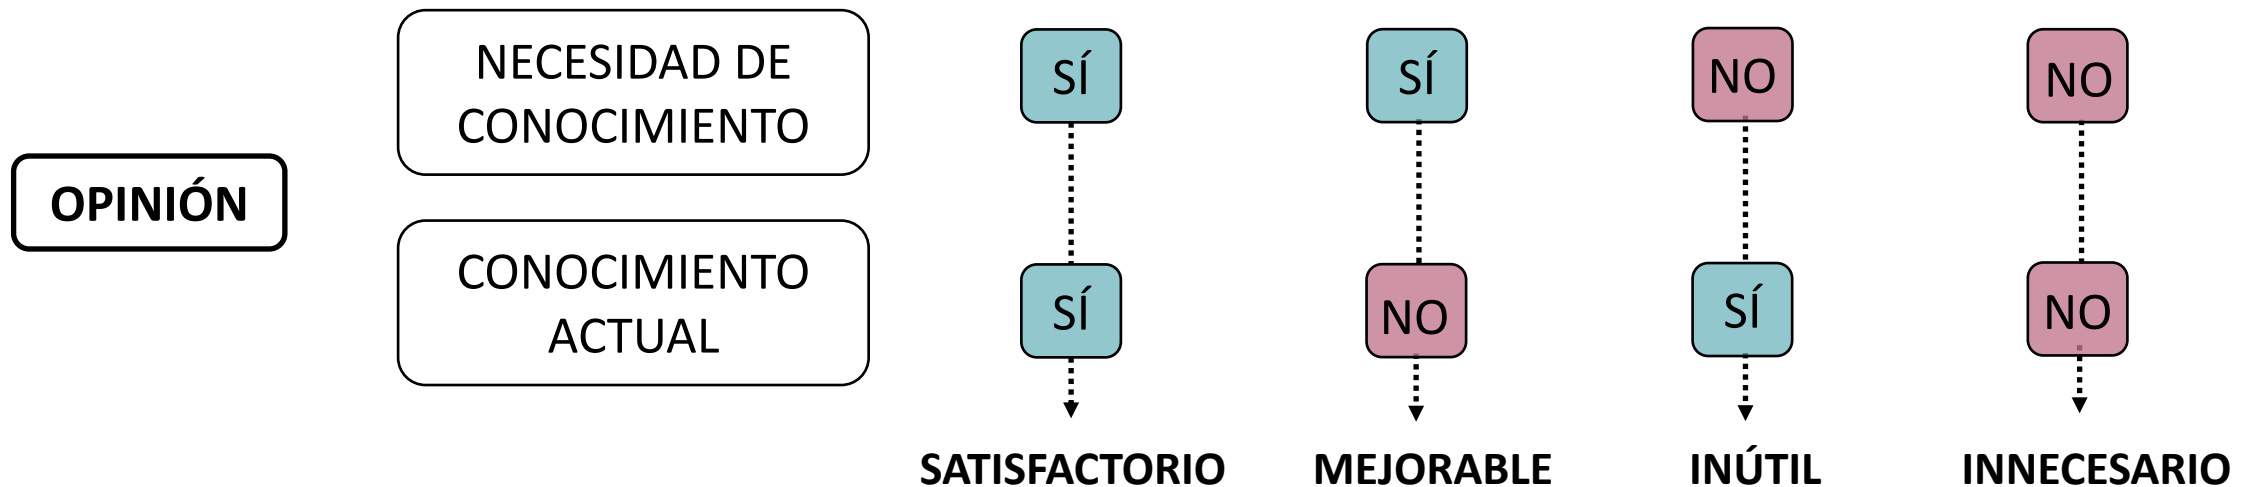 OPINIÓN
NECESIDAD DE
CONOCIMIENTO
SÍ
SÍ
NO
NO
CONOCIMIENTO
ACTUAL
SÍ
NO
SÍ
NO
SATISFACTORIO
MEJORABLE
INÚTIL
INNECESARIO